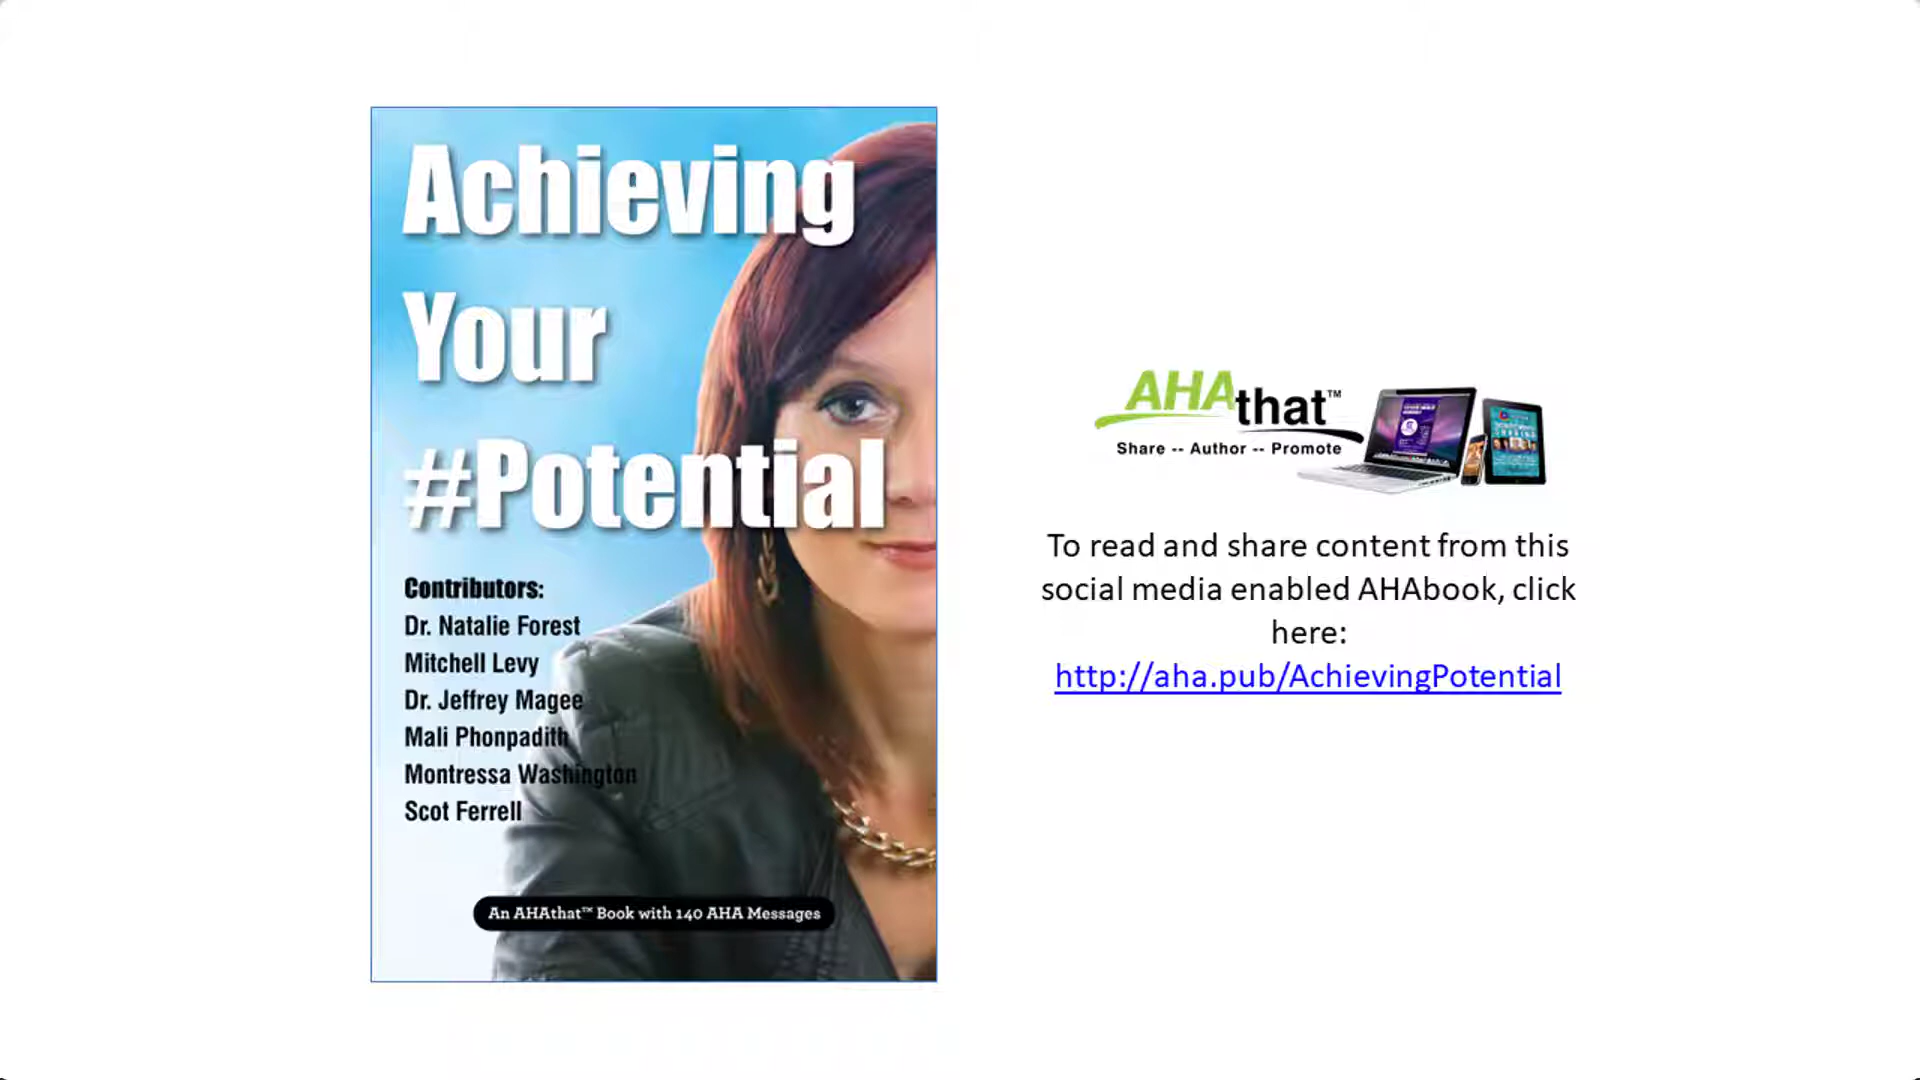 Achieving
Your
#Potential
Contributors:
Dr. Natalie Forest
Mitchell Levy
Dr. Jeffrey Magee
Mali Phonpadith
Montressa Washington
Scot Ferrell
An AHAthat™ Book with 140 AHA Messages
AHAthat™
Share -- Author -- Promote
To read and share content from this
social media enabled AHAbook, click
here:
http://aha.pub/AchievingPotential